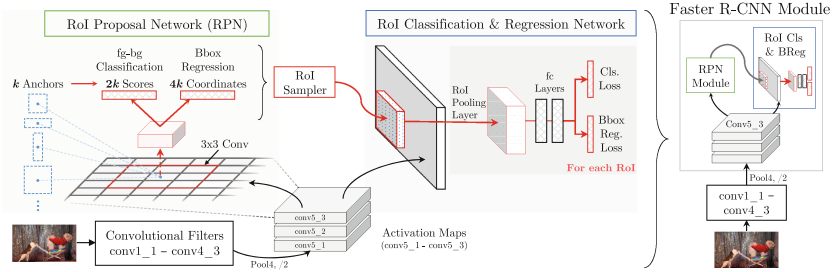 RoI Proposal Network (RPN)
fg-bg
Classification
Bbox
Regression
k Anchors
2k Scores
4k Coordinates
3x3 Conv
Convolutional Filters
conv1_1 – conv4_3
Pool4, /2
conv5_3
conv5_2
conv5_1
Activation Maps
(conv5_1 - conv5_3)
RoI Classification & Regression Network
RoI
Sampler
RoI
Pooling
Layer
fc
Layers
Cls.
Loss
Bbox
Reg.
Loss
For each RoI
Faster R-CNN Module
RoI Cls
& BReg
RPN
Module
Conv5_3
Pool4, /2
conv1_1 –
conv4_3